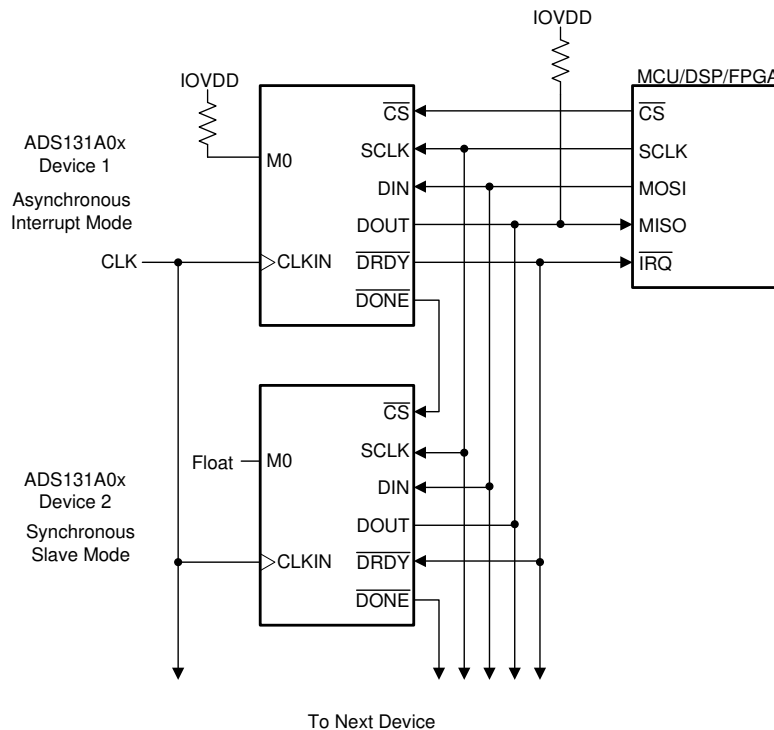 IOVDD
IOVDD
MCU/DSP/FPGA
ADS131A0x
Device 1
Asynchronous
Interrupt Mode
CLK
M0
CLKIN
CS
SCLK
DIN
DOUT
DRDY
DONE
CS
SCLK
MOSI
MISO
IRQ
ADS131A0x
Device 2
Synchronous
Slave Mode
Float
M0
CLKIN
CS
SCLK
DIN
DOUT
DRDY
DONE
To Next Device